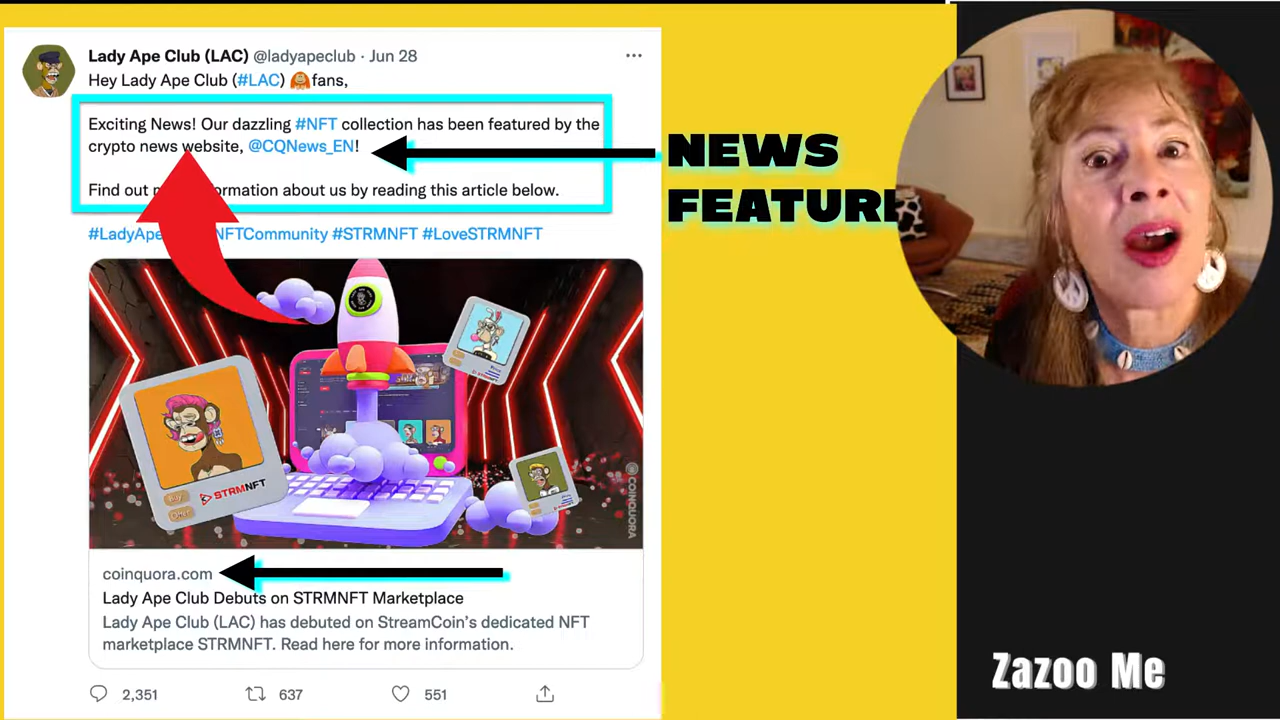 Lady Ape Club (LAC) @ladyapeclub · Jun 28
Hey Lady Ape Club (#LAC) fans,
Exciting News! Our dazzling #NFT collection has been featured by the
crypto news website, @CQNews_EN!
Find out information about us by reading this article below.
#LadyApe NFTCommunity #STRMNFT #LoveSTRMNFT
NEWS
FEATURE
Buy
Offer
STRMNFT
COINQUORA
coinquora.com
Lady Ape Club Debuts on STRMNFT Marketplace
Lady Ape Club (LAC) has debuted on StreamCoin's dedicated NFT
marketplace STRMNFT. Read here for more information.
2,351
637
551
Zazoo Me